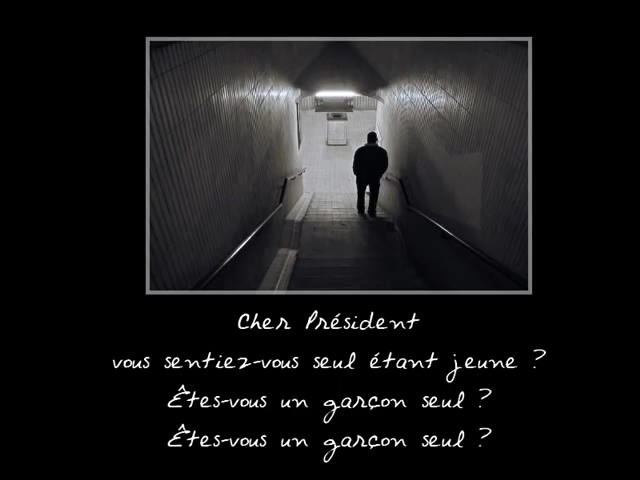 Cher Président
vous sentiez-vous seul étant jeune ?
Êtes-vous un garçon seul ?
Êtes-vous un garçon seul ?